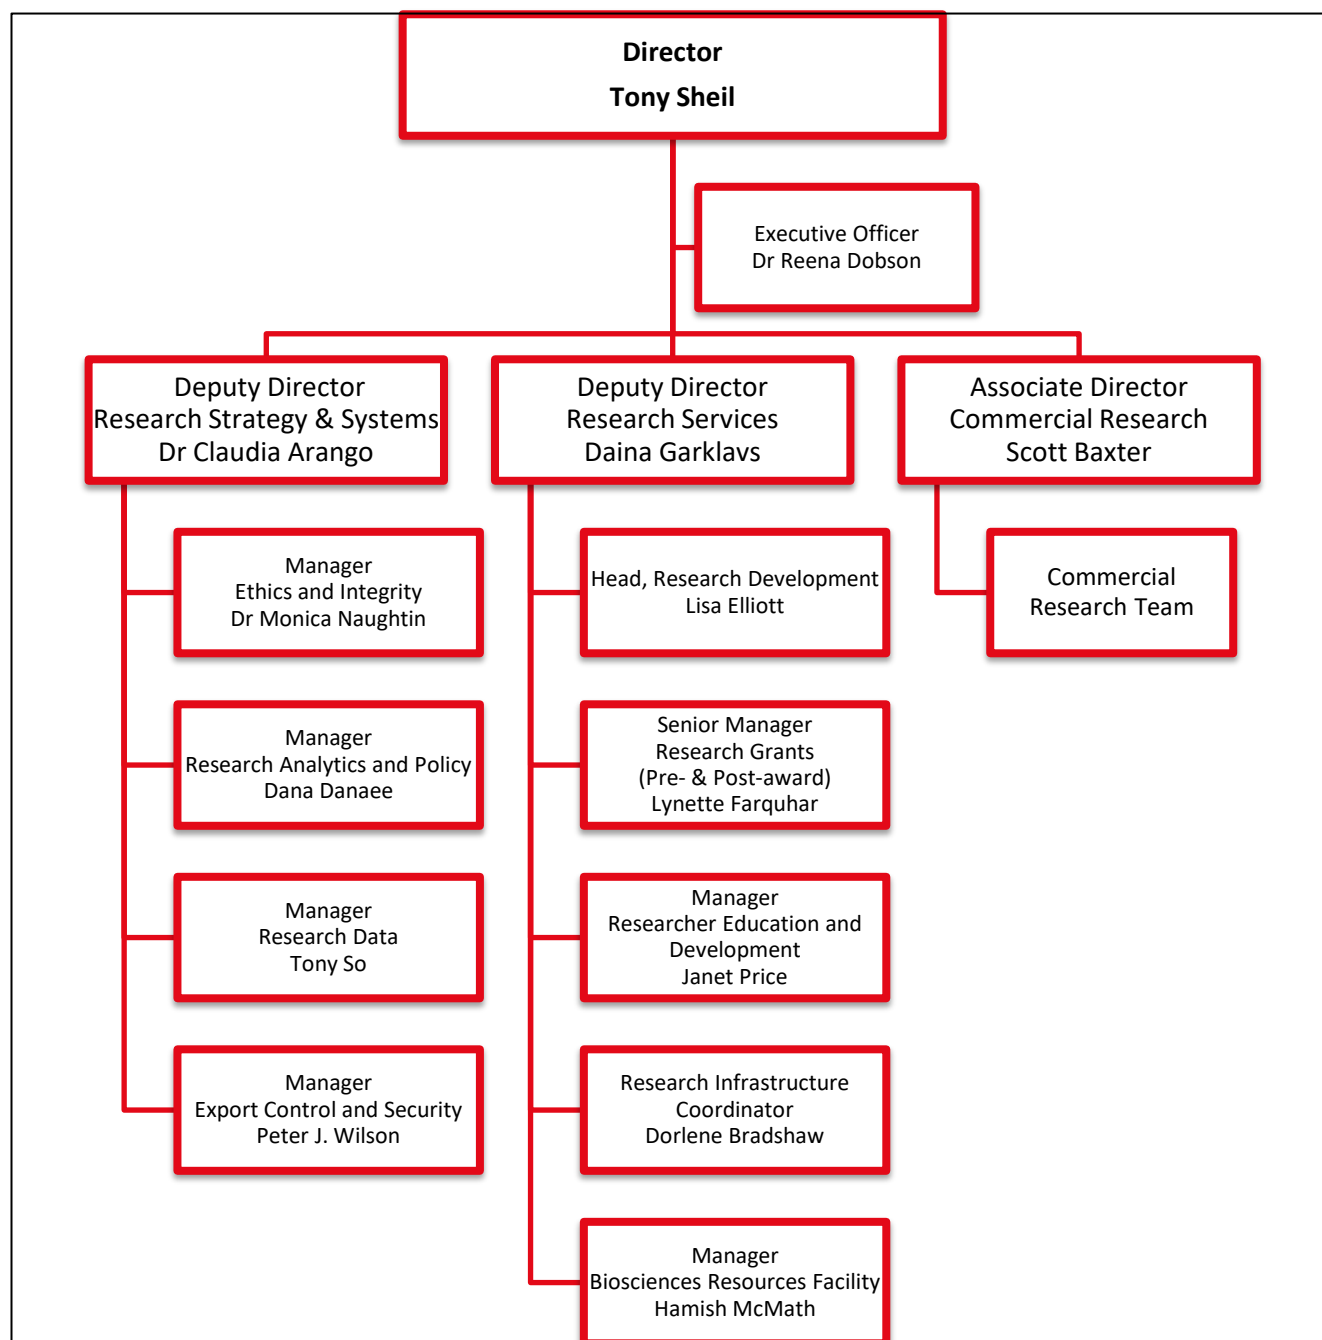 Director
Tony Sheil
Executive Officer
Dr Reena Dobson
Deputy Director
Research Strategy & Systems
Dr Claudia Arango
Deputy Director
Research Services
Daina Garklavs
Associate Director
Commercial Research
Scott Baxter
Manager
Ethics and Integrity
Dr Monica Naughtin
Manager
Research Analytics and Policy
Dana Danaee
Manager
Research Data
Tony So
Manager
Export Control and Security
Peter J. Wilson
Head, Research Development
Lisa Elliott
Senior Manager
Research Grants
(Pre- & Post-award)
Lynette Farquhar
Manager
Researcher Education and
Development
Janet Price
Research Infrastructure
Coordinator
Dorlene Bradshaw
Manager
Biosciences Resources Facility
Hamish McMath
Commercial
Research Team